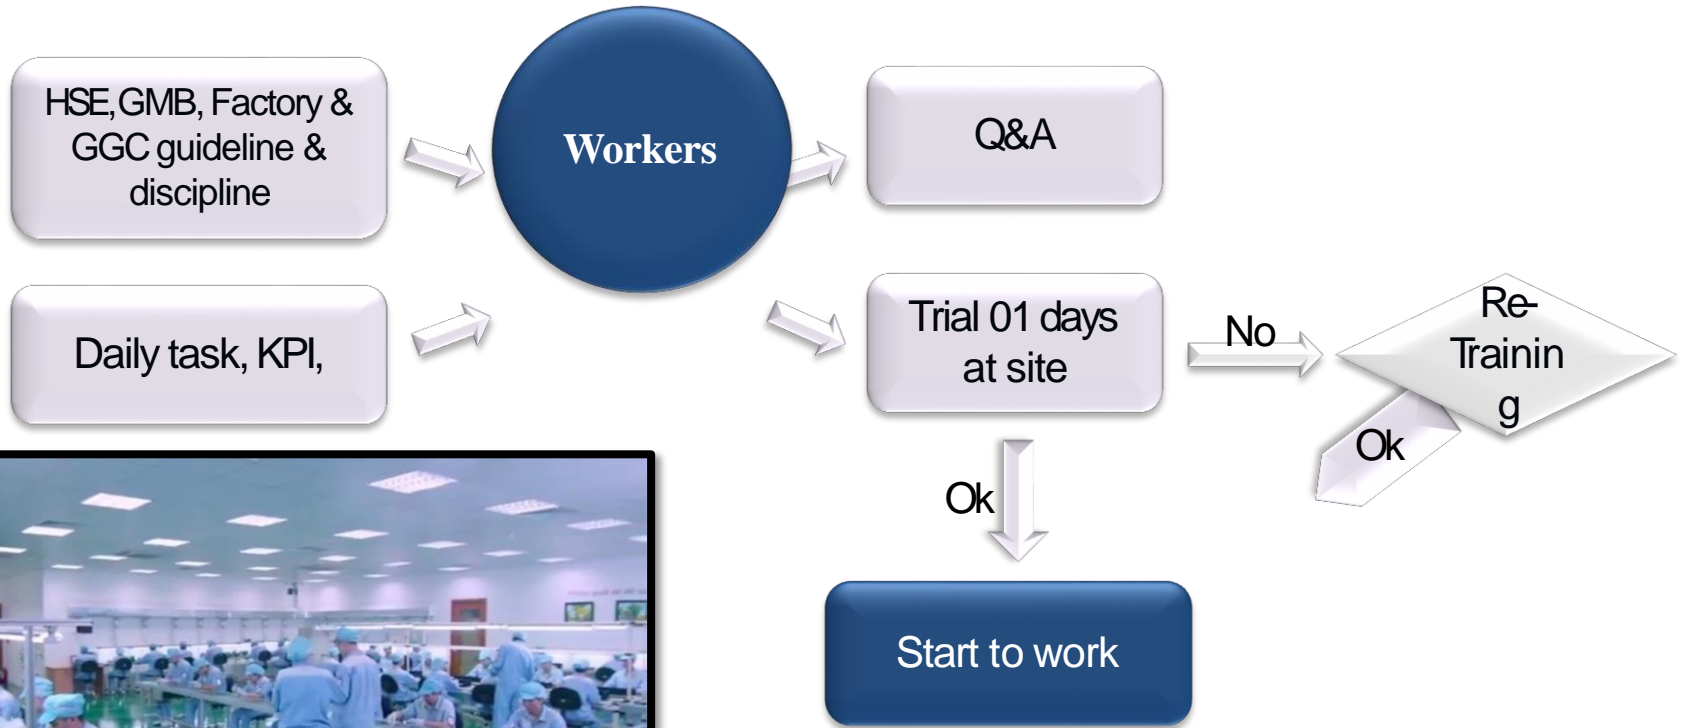 HSE, GMB, Factory &
GGC guideline &
discipline
Workers
Q&A
Daily task, KPI,
Trial 01 days
at site
No
Re-
Trainin
g
Ok
Ok
Start to work